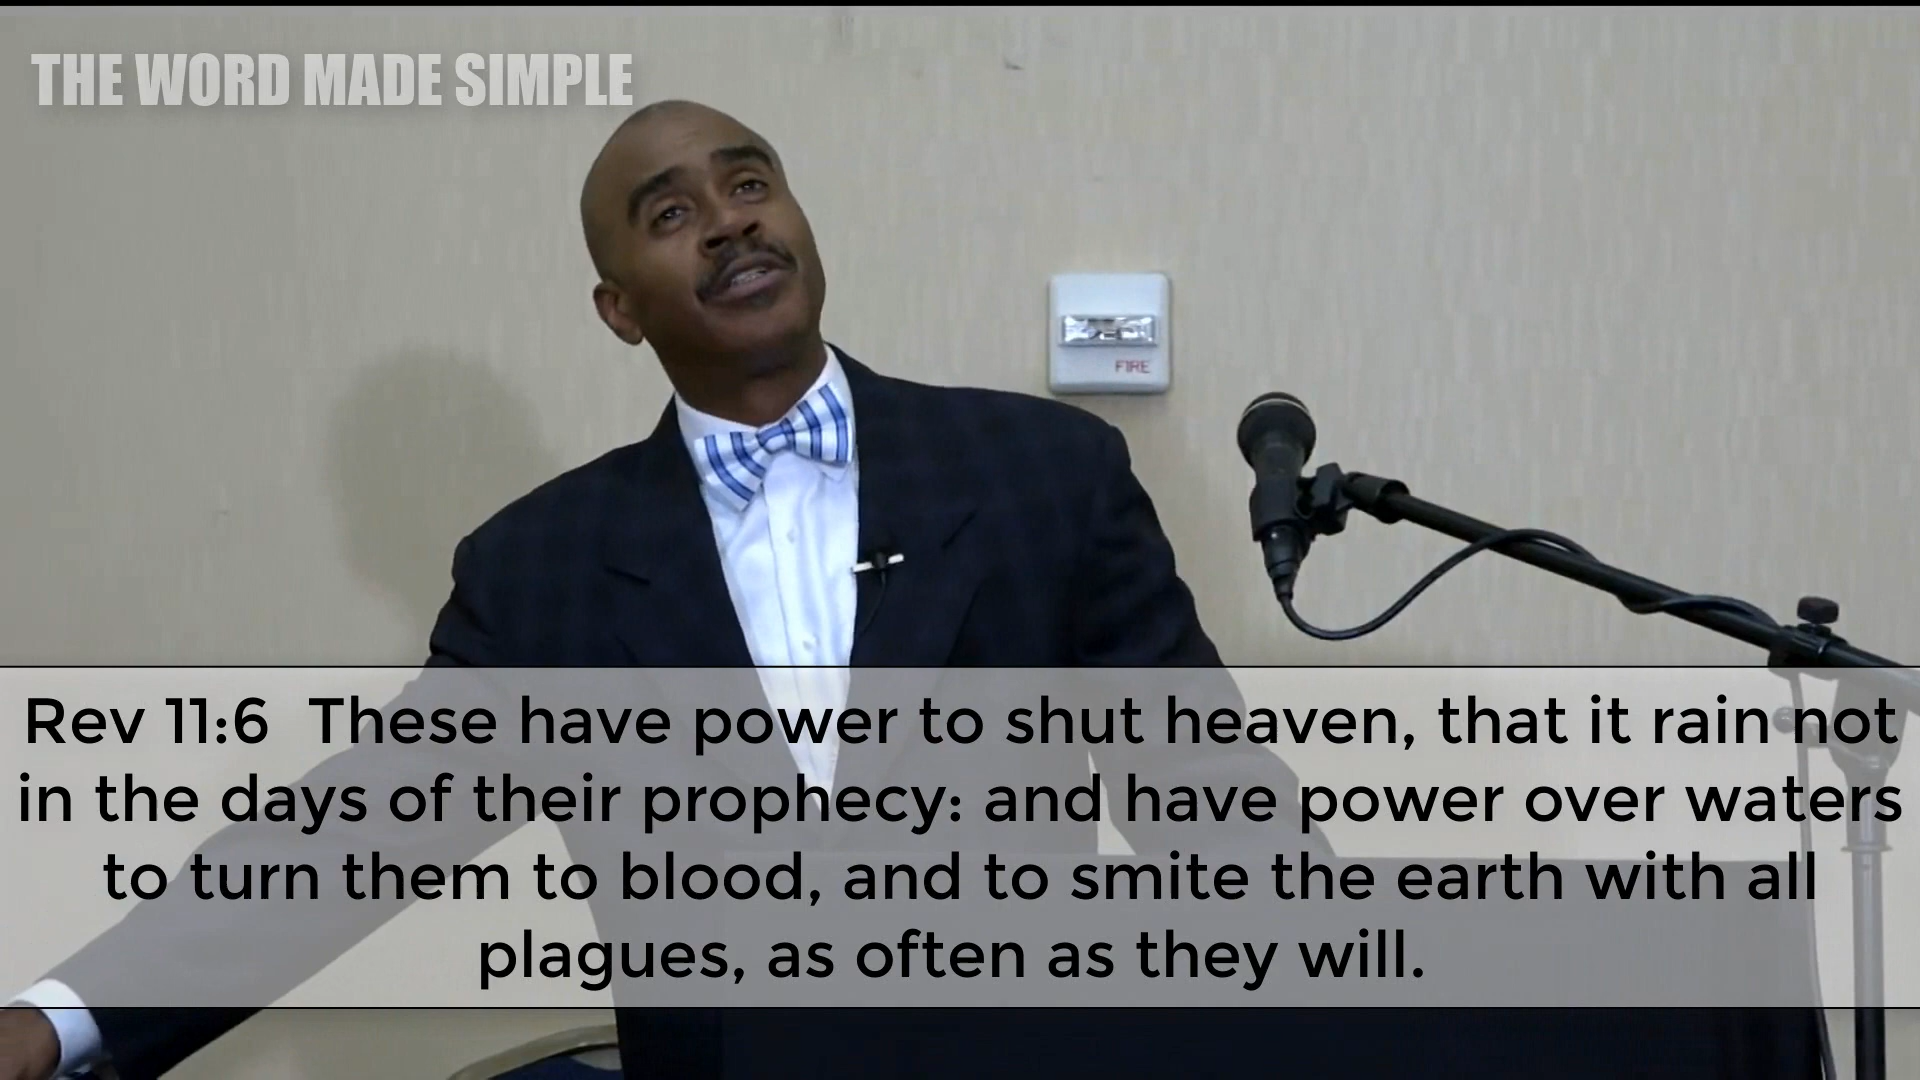 THE WORD MADE SIMPLE
FIRE
Rev 11:6 These have power to shut heaven, that it rain not
in the days of their prophecy: and have power over waters
to turn them to blood, and to smite the earth with all
plagues, as often as they will.